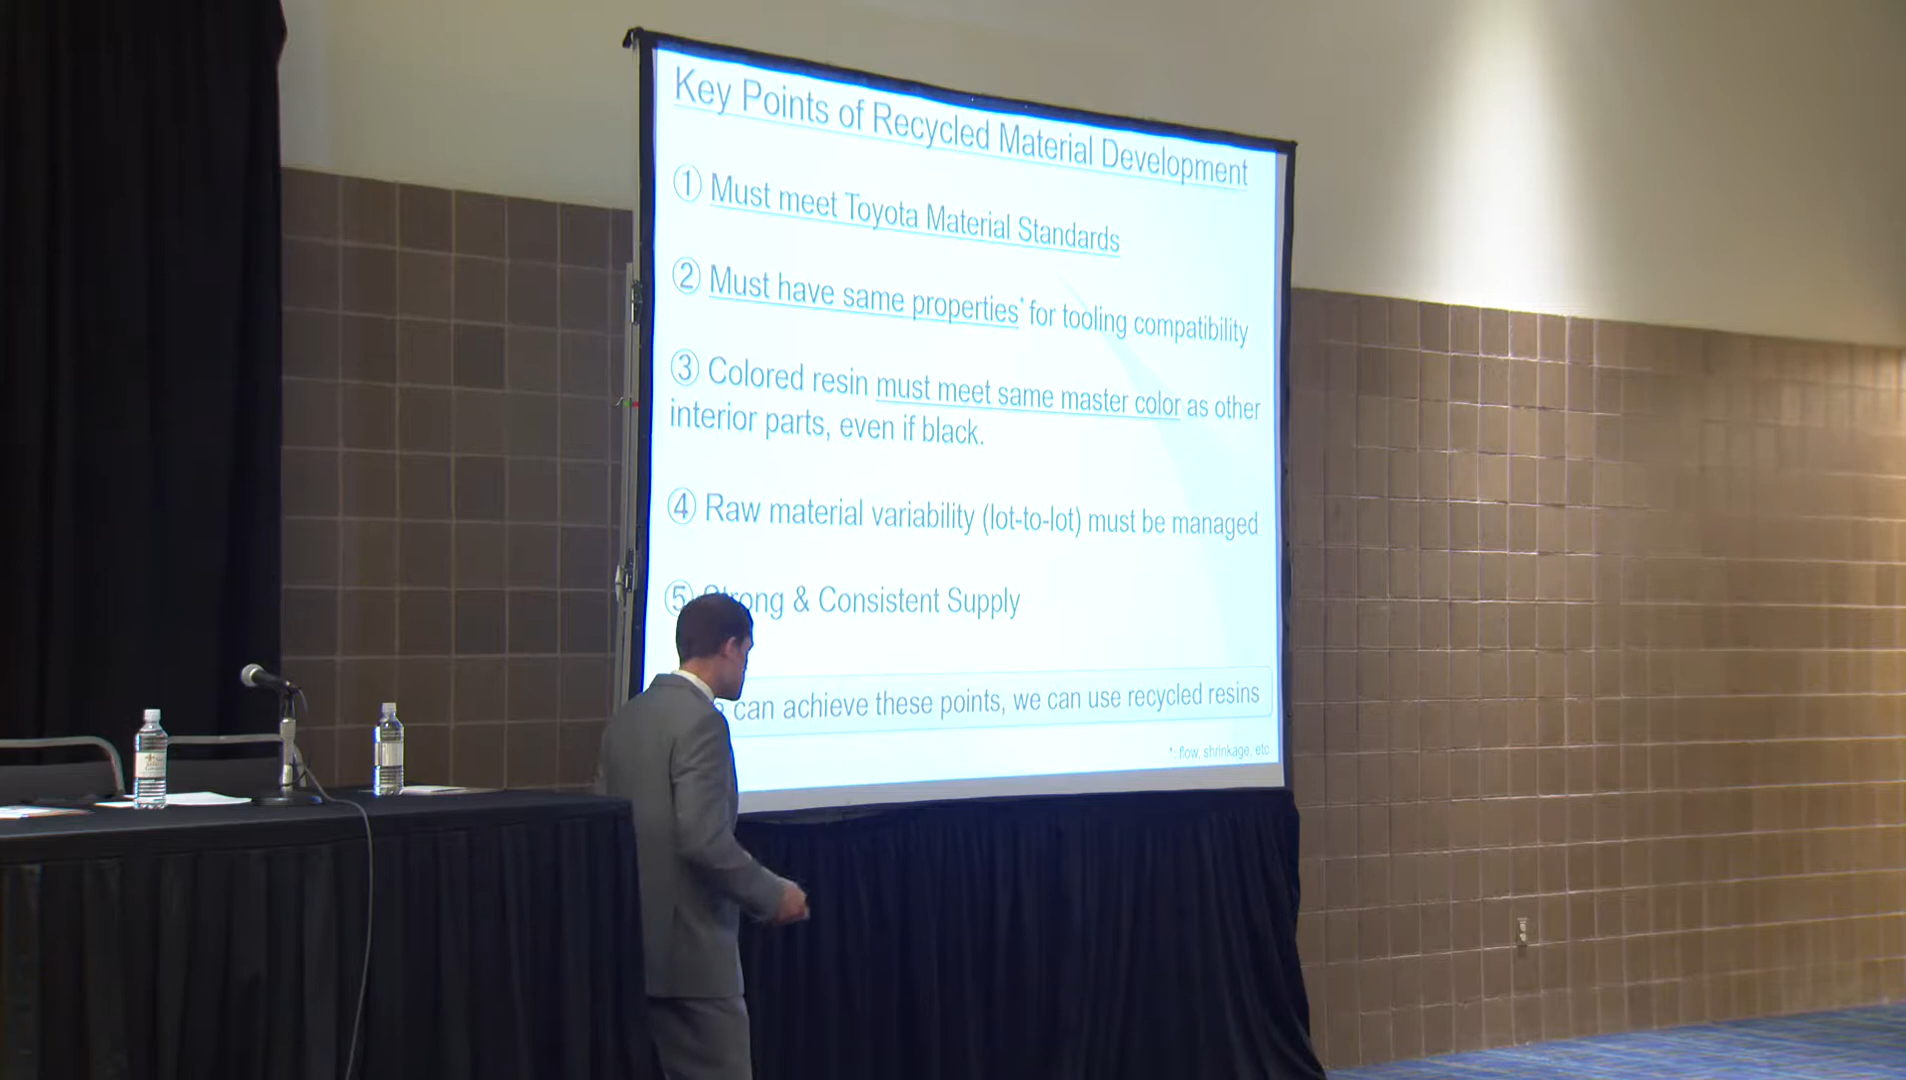 Key Points of Recycled Material Development
① Must meet Toyota Material Standards
② Must have same properties* for tooling compatibility
③ Colored resin must meet same master color as other
interior parts, even if black.
④ Raw material variability (lot-to-lot) must be managed
⑤ Strong & Consistent Supply
can achieve these points, we can use recycled resins
*: flow, shrinkage, etc.